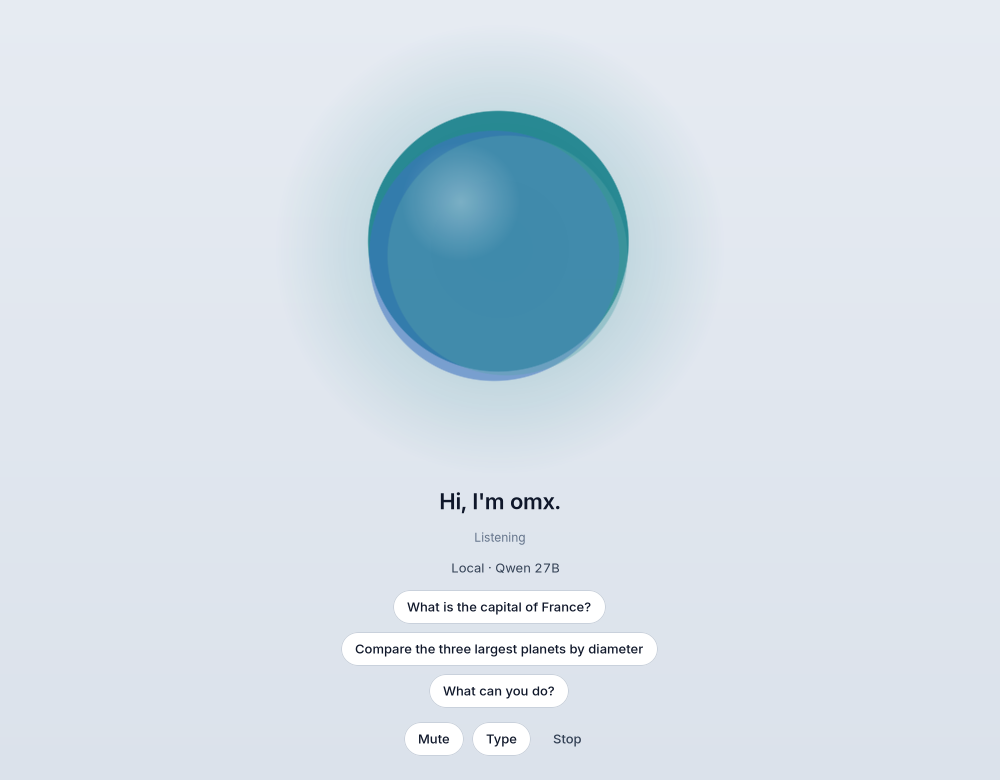 Hi, I'm omx.
Listening
Local · Qwen 27B
What is the capital of France?
Compare the three largest planets by diameter
What can you do?
Mute Type Stop